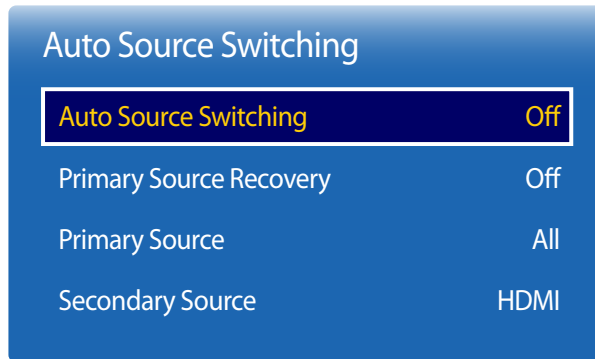 Auto Source Switching
Auto Source Switching Off
Primary Source Recovery Off
Primary Source All
Secondary Source HDMI